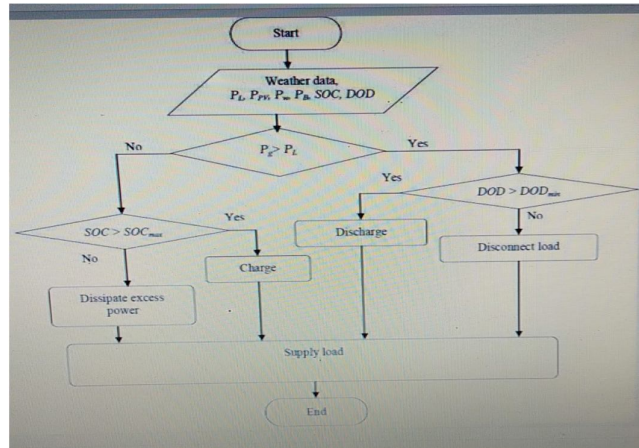 Start
Weather data,
P_L, P_PV, P_w, P_B, SOC, DOD
P_g> P_L
No
Yes
Yes
DOD > DOD_min
No
SOC > SOC_max
Yes
No
Discharge
Disconnect load
Charge
Dissipate excess
power
Supply load
End